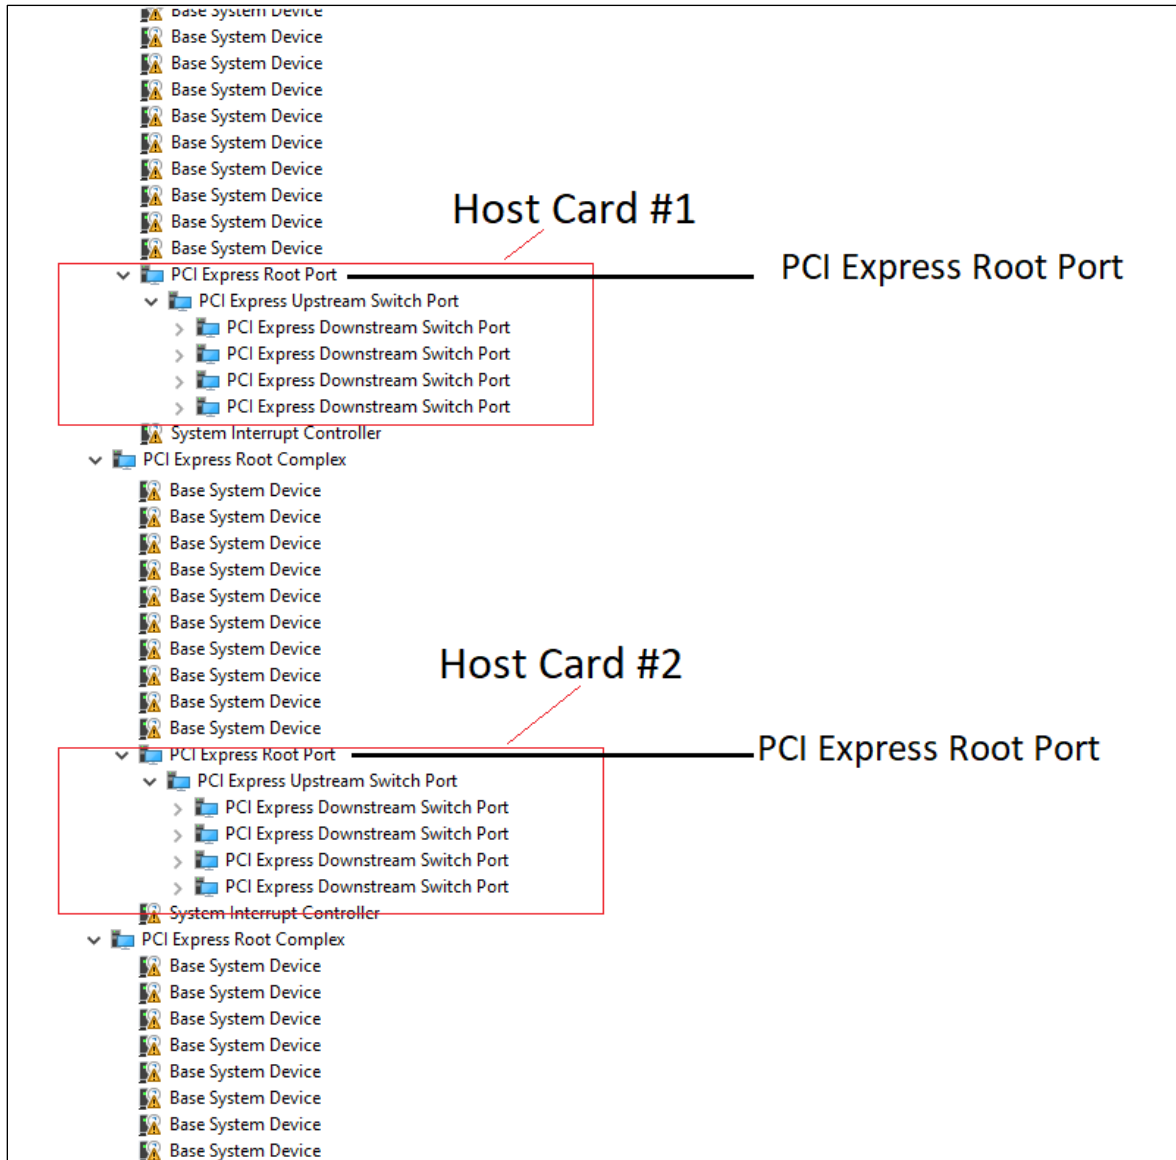 Base System Device
Base System Device
Base System Device
Base System Device
Base System Device
Base System Device
Base System Device
Base System Device
Host Card #1
Base System Device
Base System Device
PCI Express Root Port
PCI Express Root Port
PCI Express Upstream Switch Port
PCI Express Downstream Switch Port
PCI Express Downstream Switch Port
PCI Express Downstream Switch Port
PCI Express Downstream Switch Port
System Interrupt Controller
PCI Express Root Complex
Base System Device
Base System Device
Base System Device
Base System Device
Base System Device
Base System Device
Base System Device
Host Card #2
Base System Device
Base System Device
Base System Device
PCI Express Root Port
PCI Express Root Port
PCI Express Upstream Switch Port
PCI Express Downstream Switch Port
PCI Express Downstream Switch Port
PCI Express Downstream Switch Port
PCI Express Downstream Switch Port
System Interrupt Controller
PCI Express Root Complex
Base System Device
Base System Device
Base System Device
Base System Device
Base System Device
Base System Device
Base System Device
Base System Device